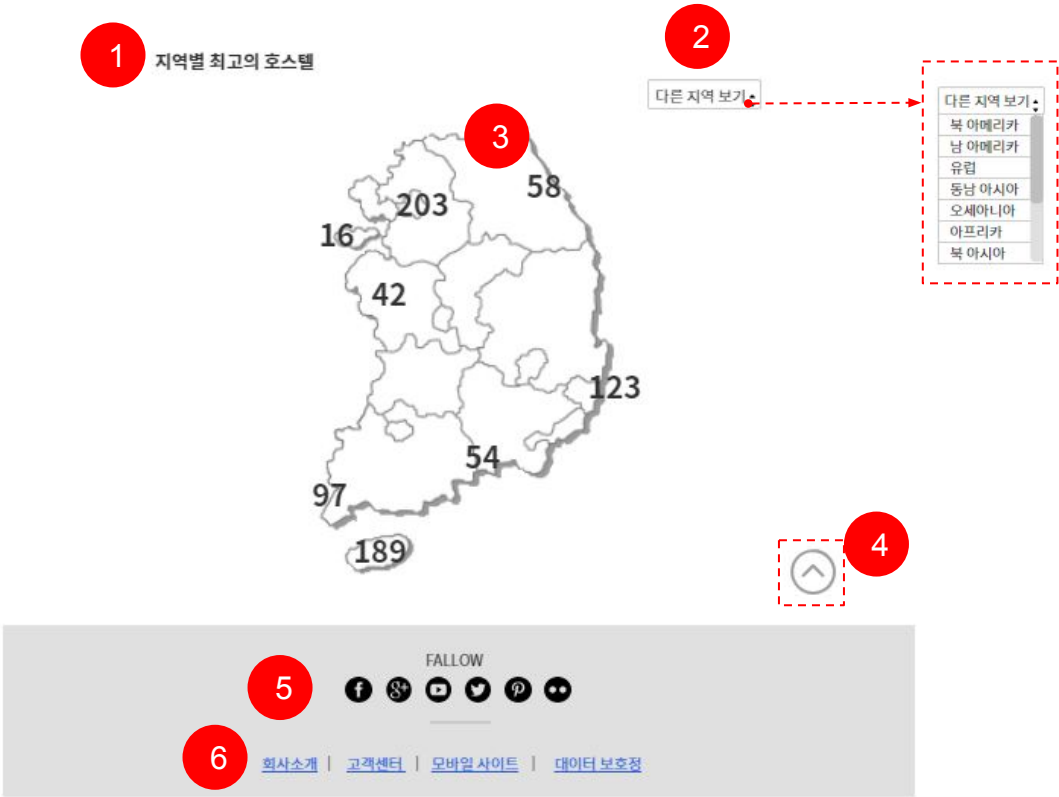 1
지역별 최고의 호스텔
2
다른 지역 보기
다른 지역 보기
북 아메리카
남 아메리카
유럽
동남 아시아
오세아니아
아프리카
북 아시아
3
58
203
16
42
123
54
97
189
4
FALLOW
5
6
회사소개 | 고객센터 | 모바일 사이트 | 데이터 보호정